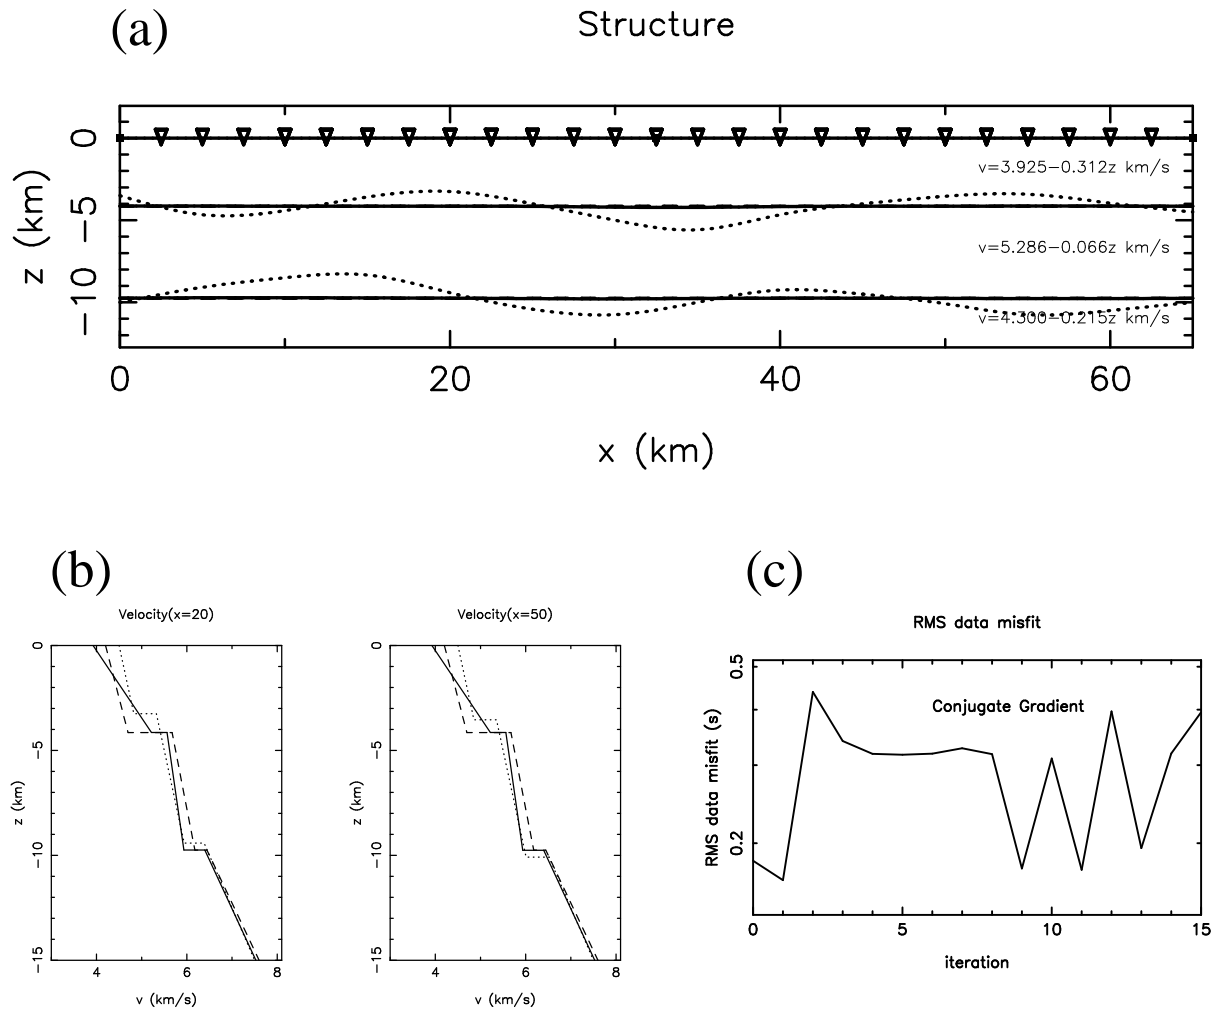 (a)
Structure
0
−5
−10
z (km)
v=3.925−0.312z km/s
v=5.286−0.066z km/s
v=4.300−0.215z km/s
0 20 40 60
x (km)
(b)
Velocity(x=20)
0
−5
−10
−15
z (km)
4 6 8
v (km/s)
Velocity(x=50)
0
−5
−10
−15
z (km)
4 6 8
v (km/s)
(c)
RMS data misfit
0.5
0.2
RMS data misfit (s)
Conjugate Gradient
0 5 10 15
iteration